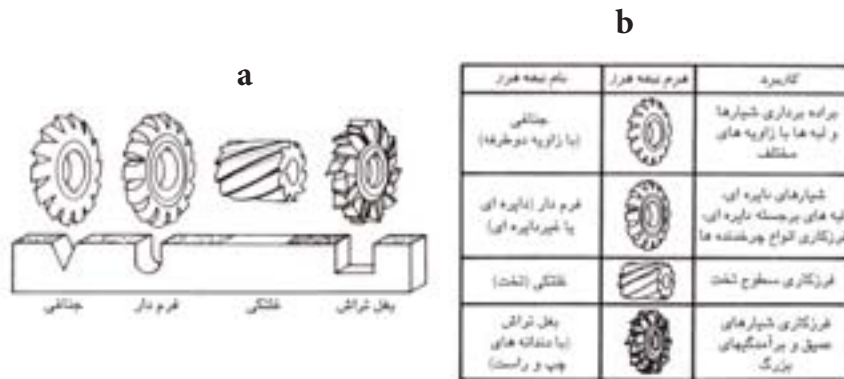 a
b
جناغی
فرم دار
غلتکی
بغل تراش
کاربرد
فرم تیغه فرز
نام تیغه فرز
براده برداری شیارها
و لبه ها با زاویه های
مختلف
جناغی
(با زاویه دوطرفه)
شیارهای دایره ای،
لبه های برجسته دایره ای،
فرزکاری انواع چرخدنده ها
فرم دار (دایره ای
یا غیردایره ای)
فرزکاری سطوح تخت
غلتکی (تخت)
فرزکاری شیارهای
عمیق و برآمدگیهای
بزرگ
بغل تراش
(با دندانه های
چپ و راست)